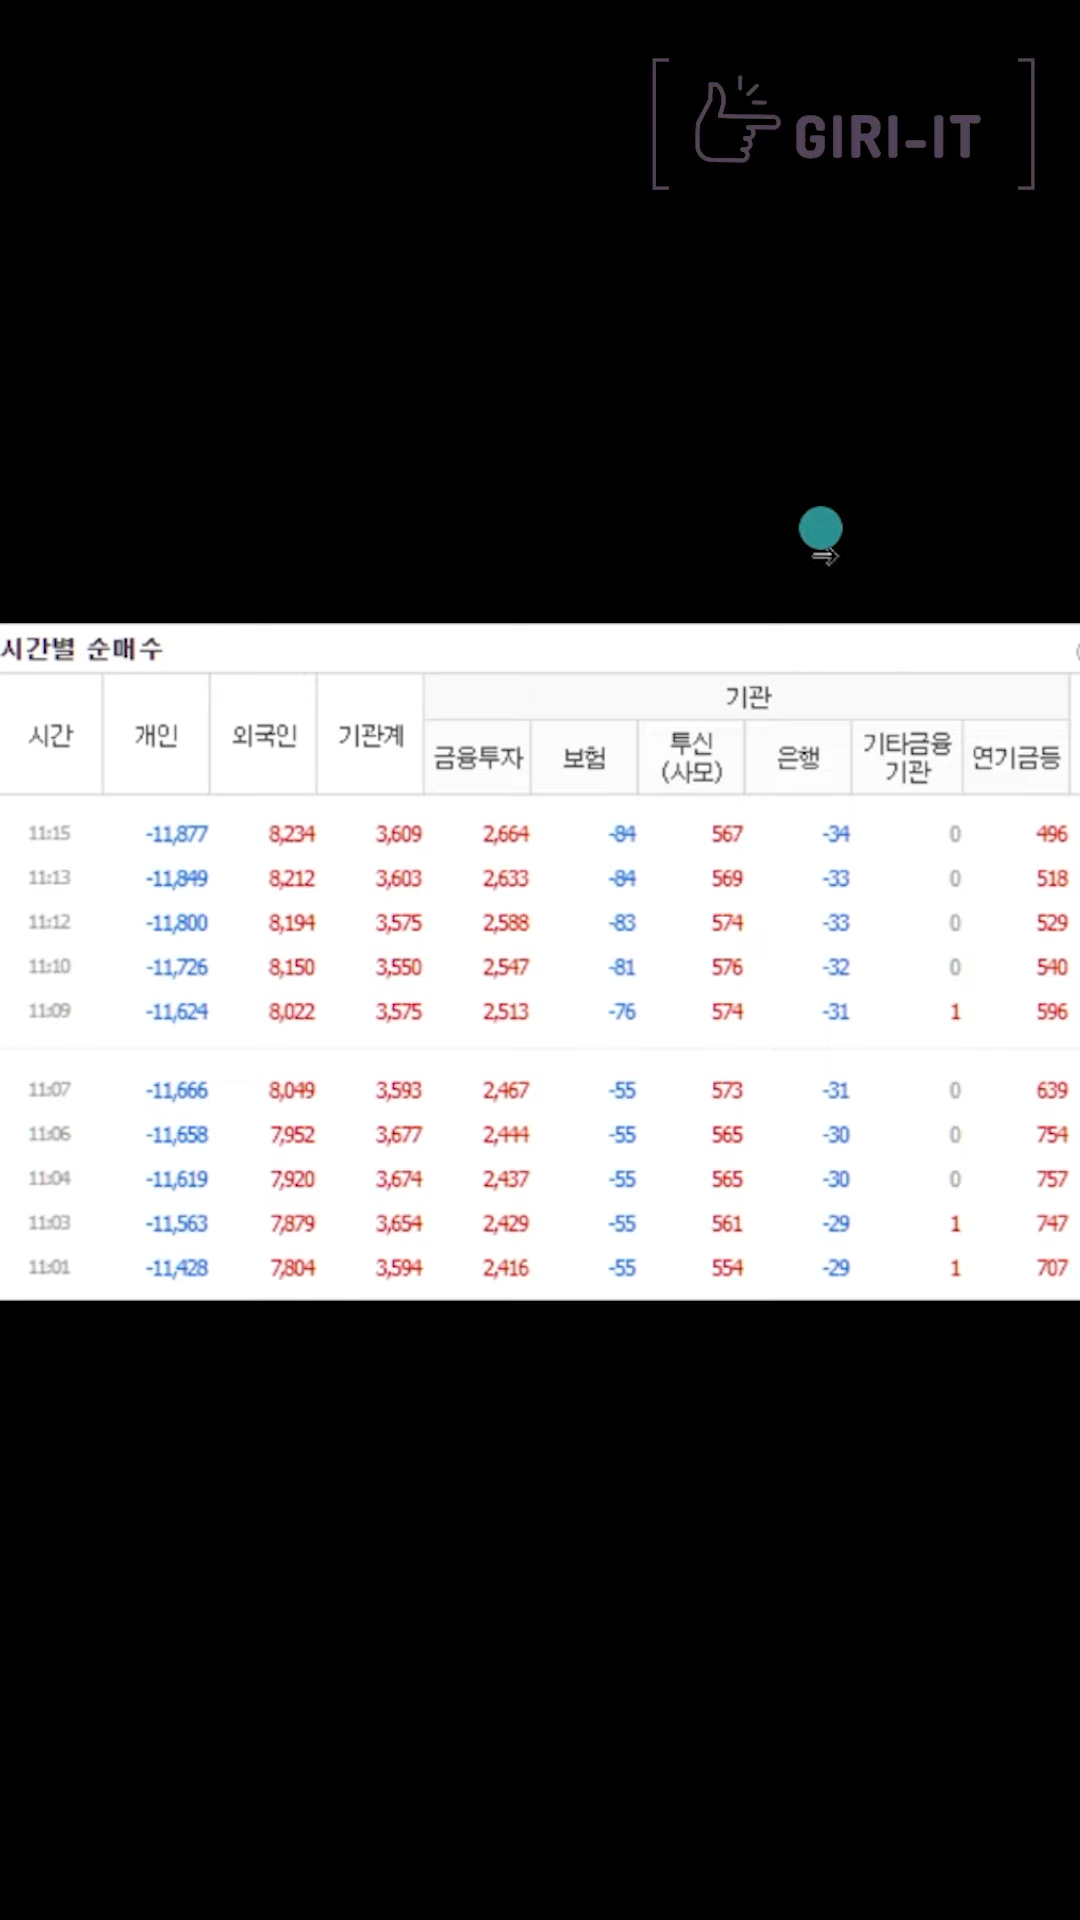 GIRI-IT
시간별 순매수
시간 개인 외국인 기관계 기관
금융투자 보험 투신(사모) 은행 기타금융기관 연기금등
11:15 -11,877 8,234 3,609 2,664 -84 567 -34 0 496
11:13 -11,849 8,212 3,603 2,633 -84 569 -33 0 518
11:12 -11,800 8,194 3,575 2,588 -83 574 -33 0 529
11:10 -11,726 8,150 3,550 2,547 -81 576 -32 0 540
11:09 -11,624 8,022 3,575 2,513 -76 574 -31 1 596
11:07 -11,666 8,049 3,593 2,467 -55 573 -31 0 639
11:06 -11,658 7,952 3,677 2,444 -55 565 -30 0 754
11:04 -11,619 7,920 3,674 2,437 -55 565 -30 0 757
11:03 -11,563 7,879 3,654 2,429 -55 561 -29 1 747
11:01 -11,428 7,804 3,594 2,416 -55 554 -29 1 707